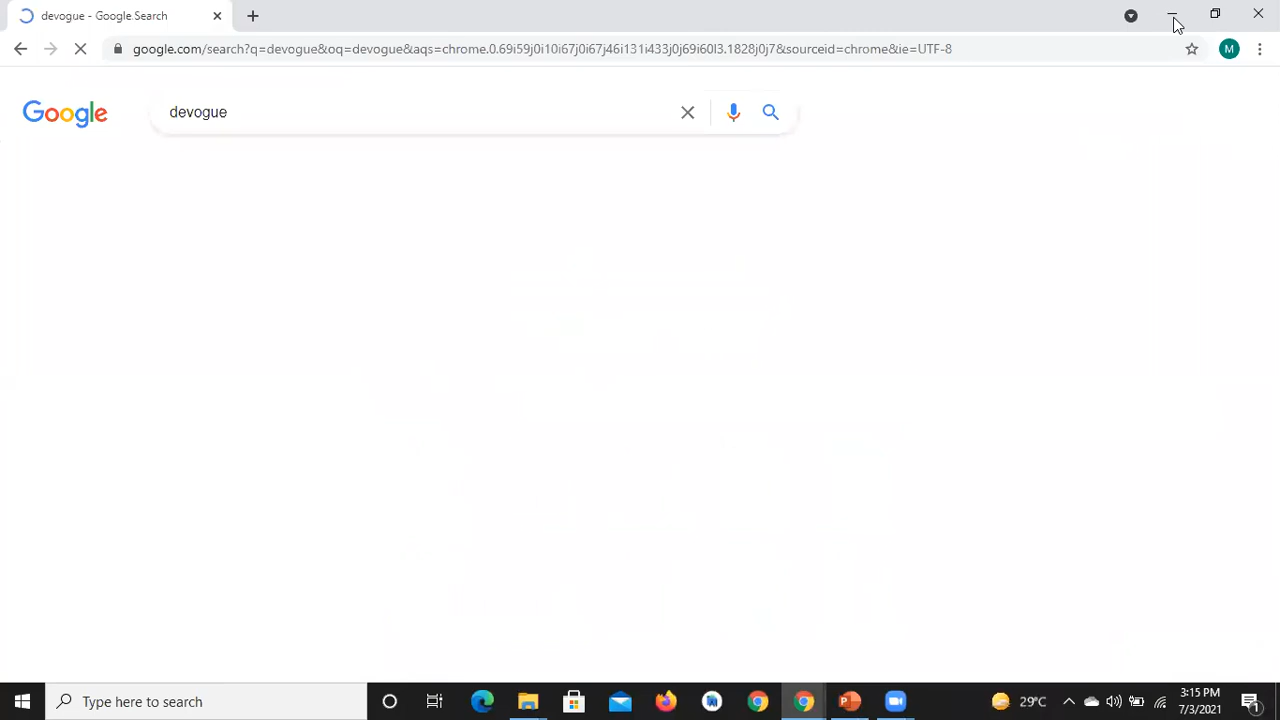 devogue - Google Search
google.com/search?q=devogue&oq=devogue&aqs=chrome.0.69i59j0i10i67j0i67j46i131i433j0j69i60l3.1828j0j7&sourceid=chrome&ie=UTF-8
M
Google
devogue
Type here to search
29°C
3:15 PM
7/3/2021
1